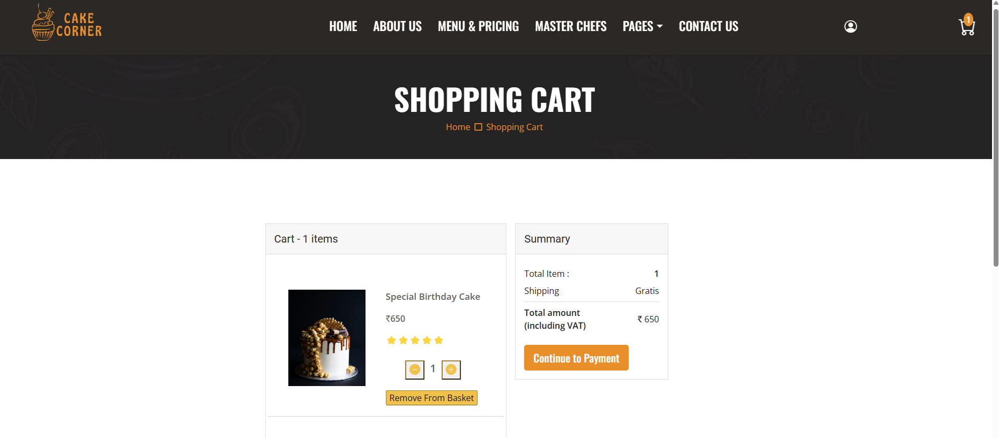 CAKE
CORNER
HOME ABOUT US MENU & PRICING MASTER CHEFS PAGES CONTACT US
1
SHOPPING CART
Home Shopping Cart
Cart - 1 items
Special Birthday Cake
₹650
1
Remove From Basket
Summary
Total Item : 1
Shipping Gratis
Total amount
(including VAT) ₹ 650
Continue to Payment